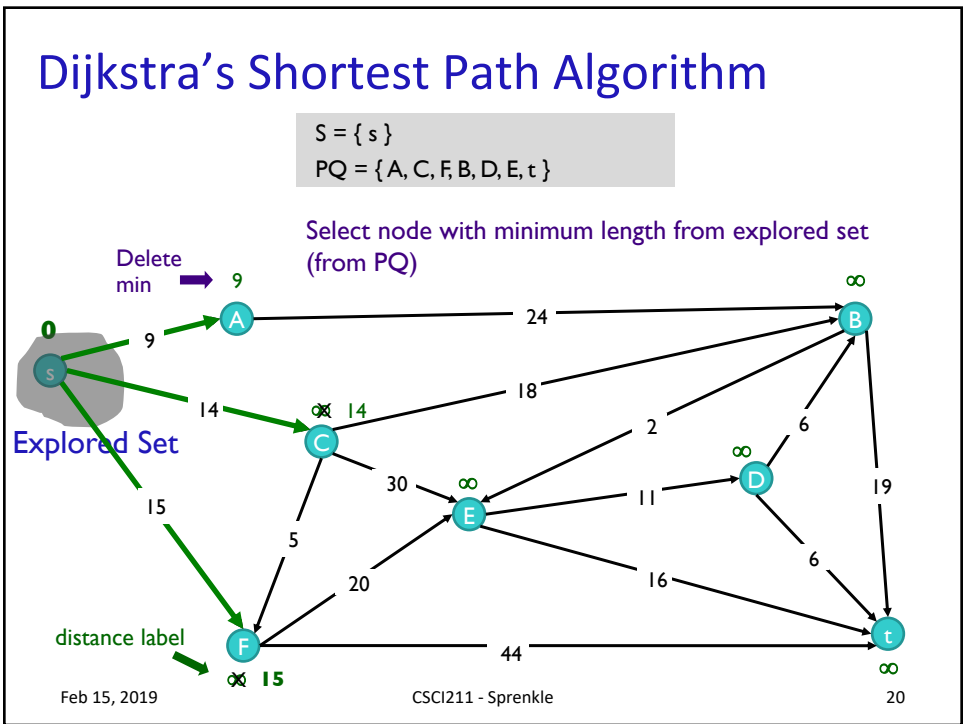 Dijkstra's Shortest Path Algorithm
S = { s }
PQ = { A, C, F, B, D, E, t }
Select node with minimum length from explored set
(from PQ)
Delete
min
9
∞
0
A
24
B
9
s
18
14
∞ 14
Explored Set
C
2
6
∞
30
∞
D
19
15
E
11
5
20
16
6
distance label
F
44
t
∞ 15
∞
Feb 15, 2019
CSCI211 - Sprenkle
20